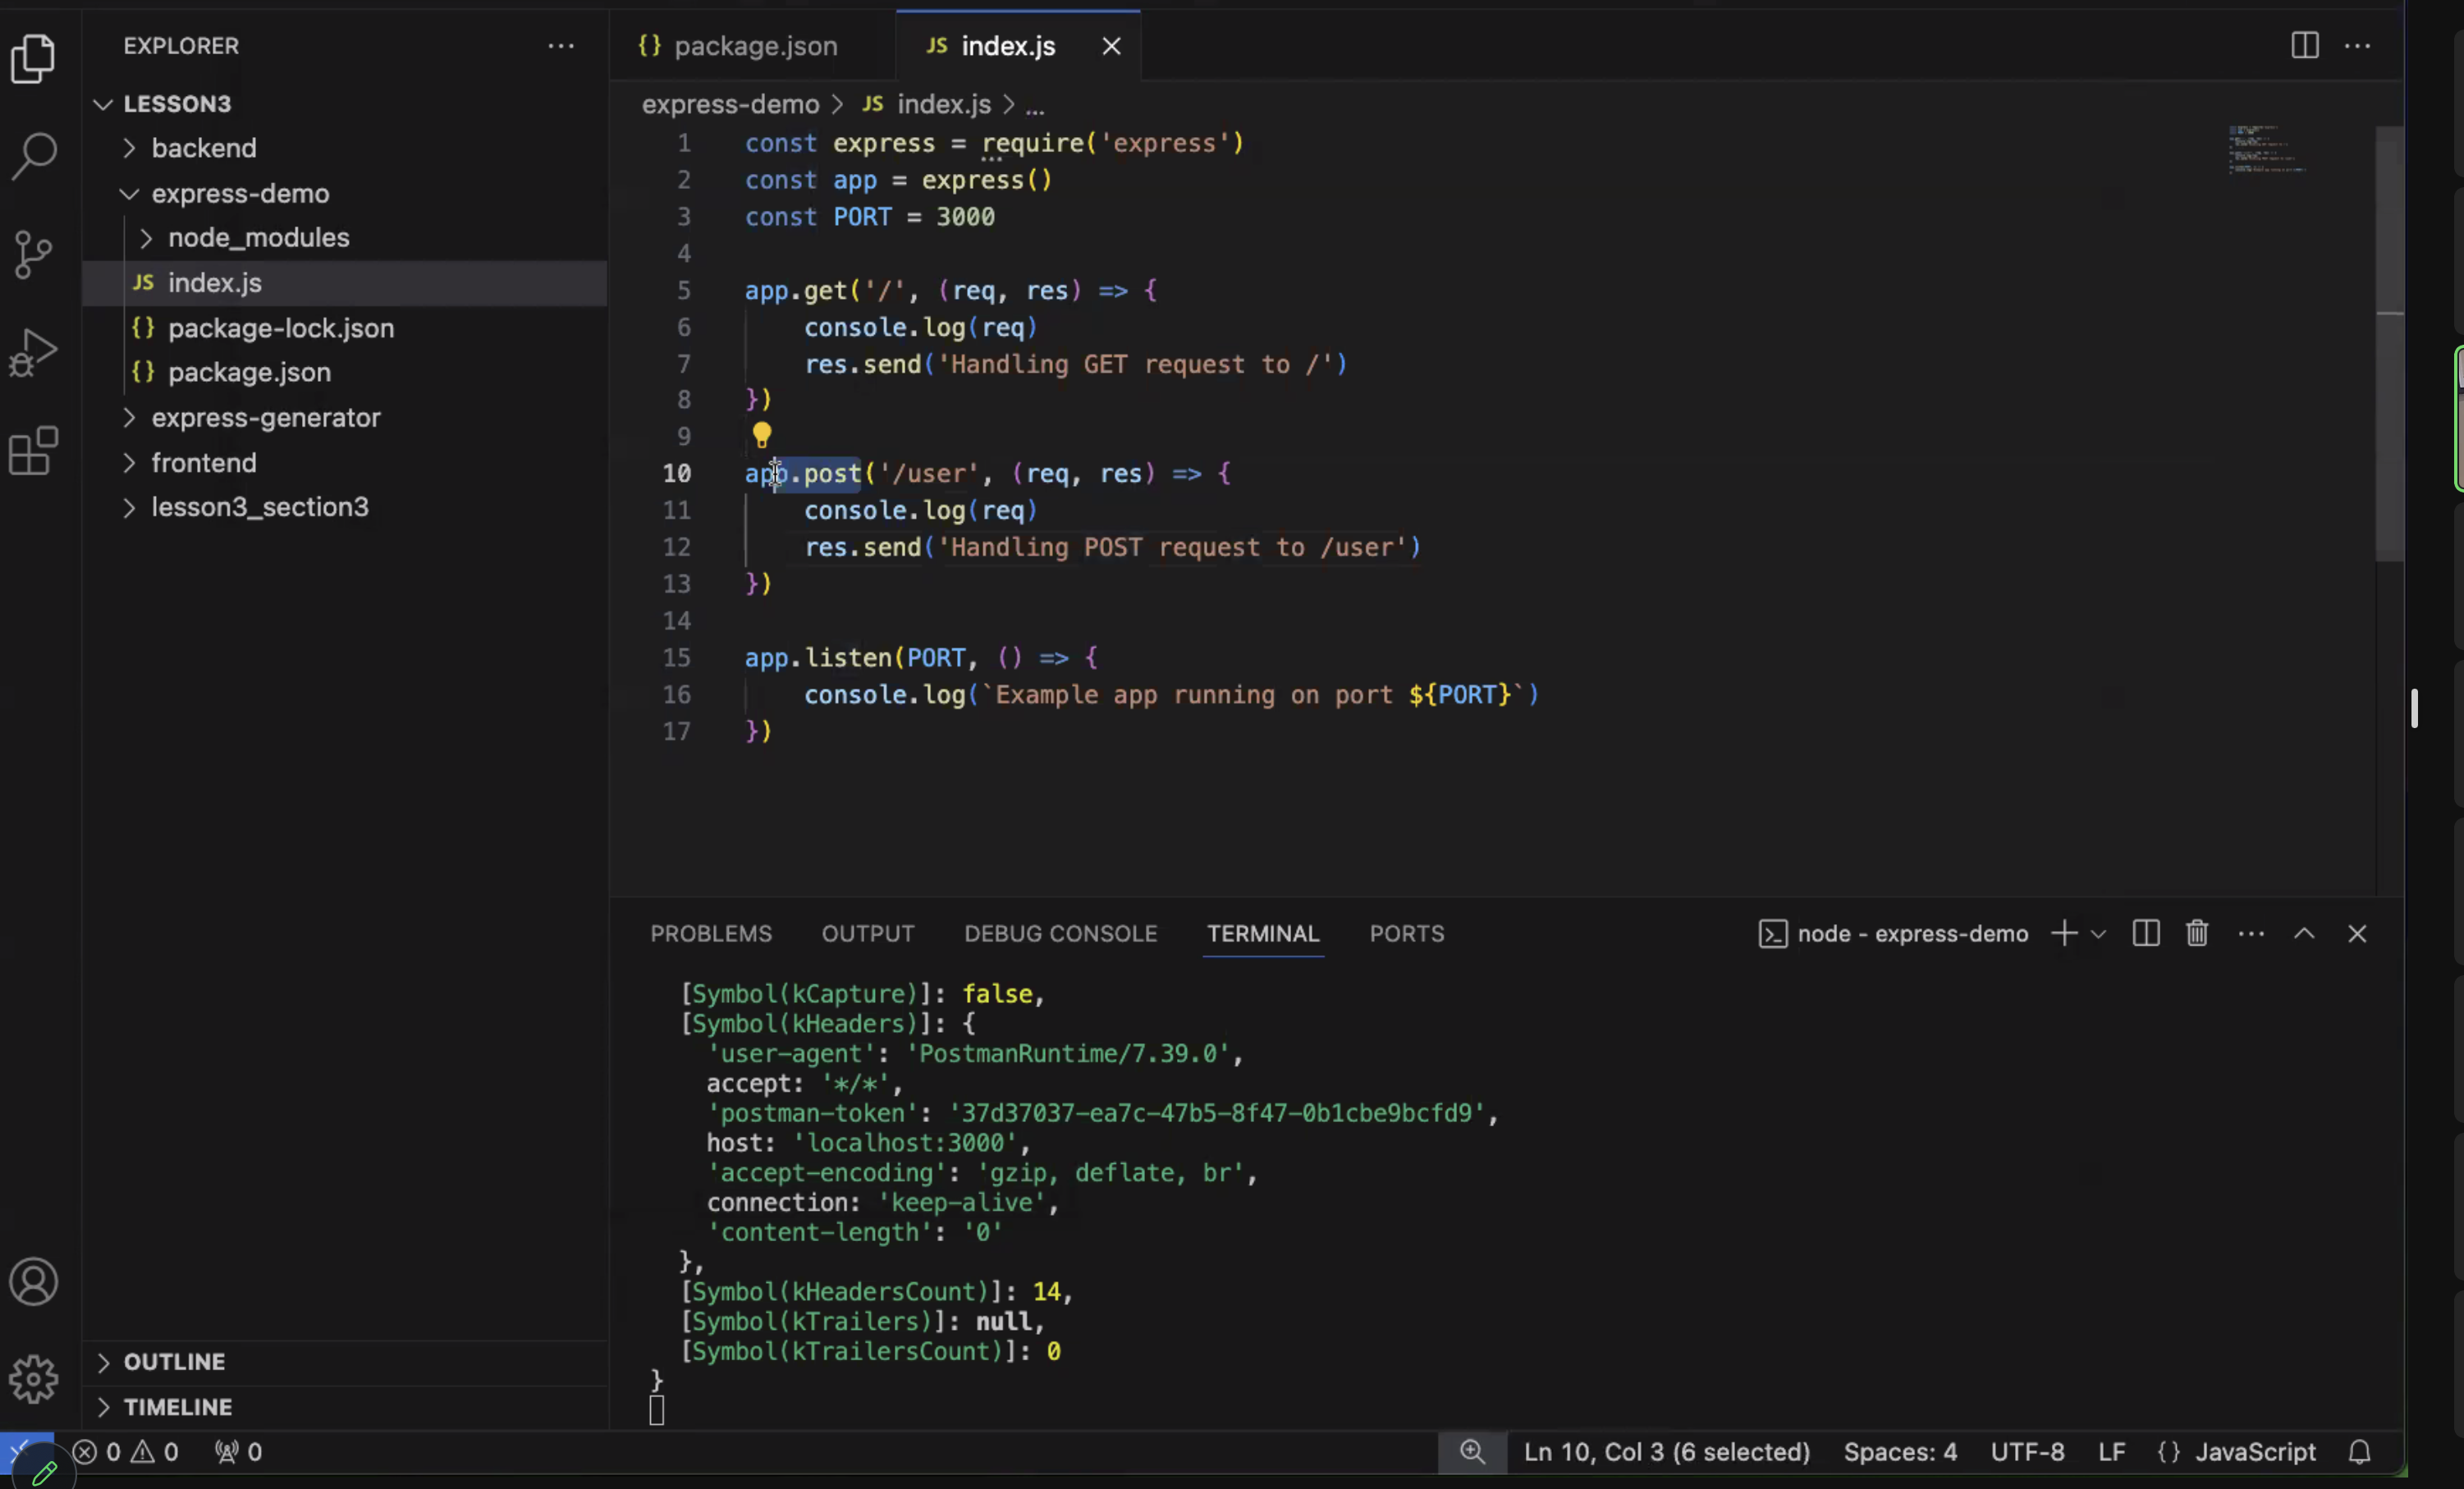 EXPLORER
LESSON3
backend
express-demo
node_modules
JS index.js
{} package-lock.json
{} package.json
express-generator
frontend
lesson3_section3
OUTLINE
TIMELINE
{} package.json
JS index.js
express-demo > JS index.js > ...
1 const express = require('express')
2 const app = express()
3 const PORT = 3000
4
5 app.get('/', (req, res) => {
6 console.log(req)
7 res.send('Handling GET request to /')
8 })
9
10 app.post('/user', (req, res) => {
11 console.log(req)
12 res.send('Handling POST request to /user')
13 })
14
15 app.listen(PORT, () => {
16 console.log(`Example app running on port ${PORT}`)
17 })
PROBLEMS OUTPUT DEBUG CONSOLE TERMINAL PORTS node - express-demo
[Symbol(kCapture)]: false,
[Symbol(kHeaders)]: {
'user-agent': 'PostmanRuntime/7.39.0',
accept: '*/*',
'postman-token': '37d37037-ea7c-47b5-8f47-0b1cbe9bcfd9',
host: 'localhost:3000',
'accept-encoding': 'gzip, deflate, br',
connection: 'keep-alive',
'content-length': '0'
},
[Symbol(kHeadersCount)]: 14,
[Symbol(kTrailers)]: null,
[Symbol(kTrailersCount)]: 0
}
0 0 0 Ln 10, Col 3 (6 selected) Spaces: 4 UTF-8 LF {} JavaScript